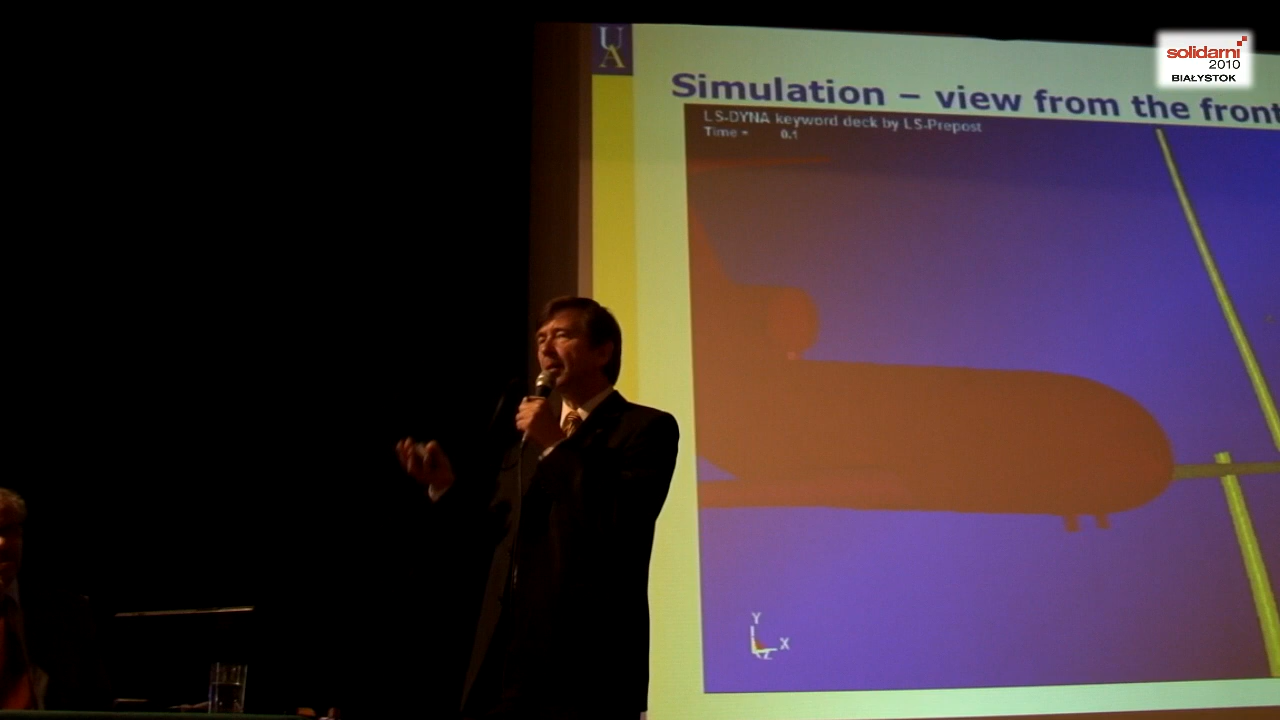 UA
Simulation – view from the front
LS-DYNA keyword deck by LS-Prepost
Time = 0.1
Y
X
Z
solidarni
2010
BIAŁYSTOK